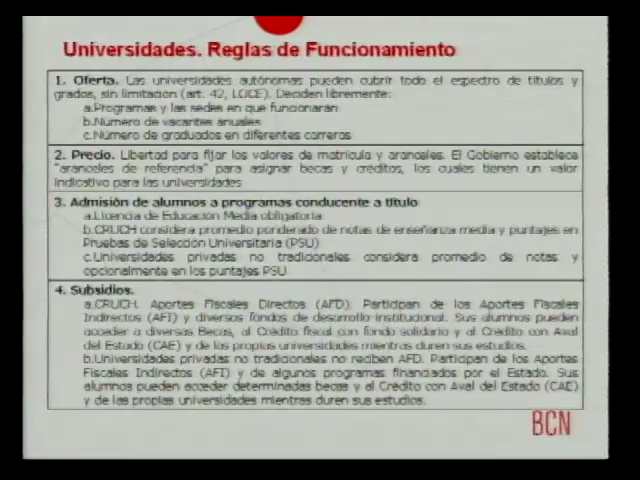 Universidades. Reglas de Funcionamiento
1. Oferta. Las universidades autónomas pueden cubrir todo el espectro de títulos y
grados, sin limitación (art. 42, LOCE). Deciden libremente:
a.Programas y las sedes en que funcionarán
b.Número de vacantes anuales
c.Número de graduados en diferentes carreras
2. Precio. Libertad para fijar los valores de matrícula y aranceles. El Gobierno establece
"aranceles de referencia" para asignar becas y créditos, los cuales tienen un valor
indicativo para las universidades
3. Admisión de alumnos a programas conducente a título
a.Licencia de Educación Media obligatoria
b.CRUCH considera promedio ponderado de notas de enseñanza media y puntajes en
Pruebas de Selección Universitaria (PSU)
c.Universidades privadas no tradicionales considera promedio de notas y
opcionalmente en los puntajes PSU
4. Subsidios.
a.CRUCH. Aportes Fiscales Directos (AFD). Participan de los Aportes Fiscales
Indirectos (AFI) y diversos fondos de desarrollo institucional. Sus alumnos pueden
acceder a diversas Becas, al Crédito fiscal con fondo solidario y al Crédito con Aval
del Estado (CAE) y de las propias universidades mientras duren sus estudios.
b.Universidades privadas no tradicionales no reciben AFD. Participan de los Aportes
Fiscales Indirectos (AFI) y de algunos programas financiados por el Estado. Sus
alumnos pueden acceder determinadas becas y al Crédito con Aval del Estado (CAE)
y de las propias universidades mientras duren sus estudios.
BCN